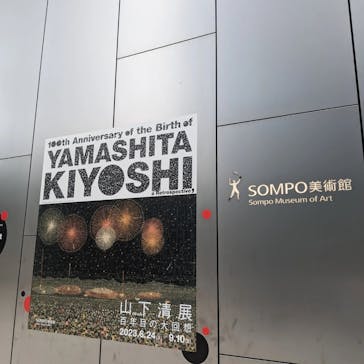 100th Anniversary of the Birth of
YAMASHITA
KIYOSHI
a Retrospective
山下清展
百年目の大回想
2023.6.24
9.10
SOMPO美術館
Sompo Museum of Art